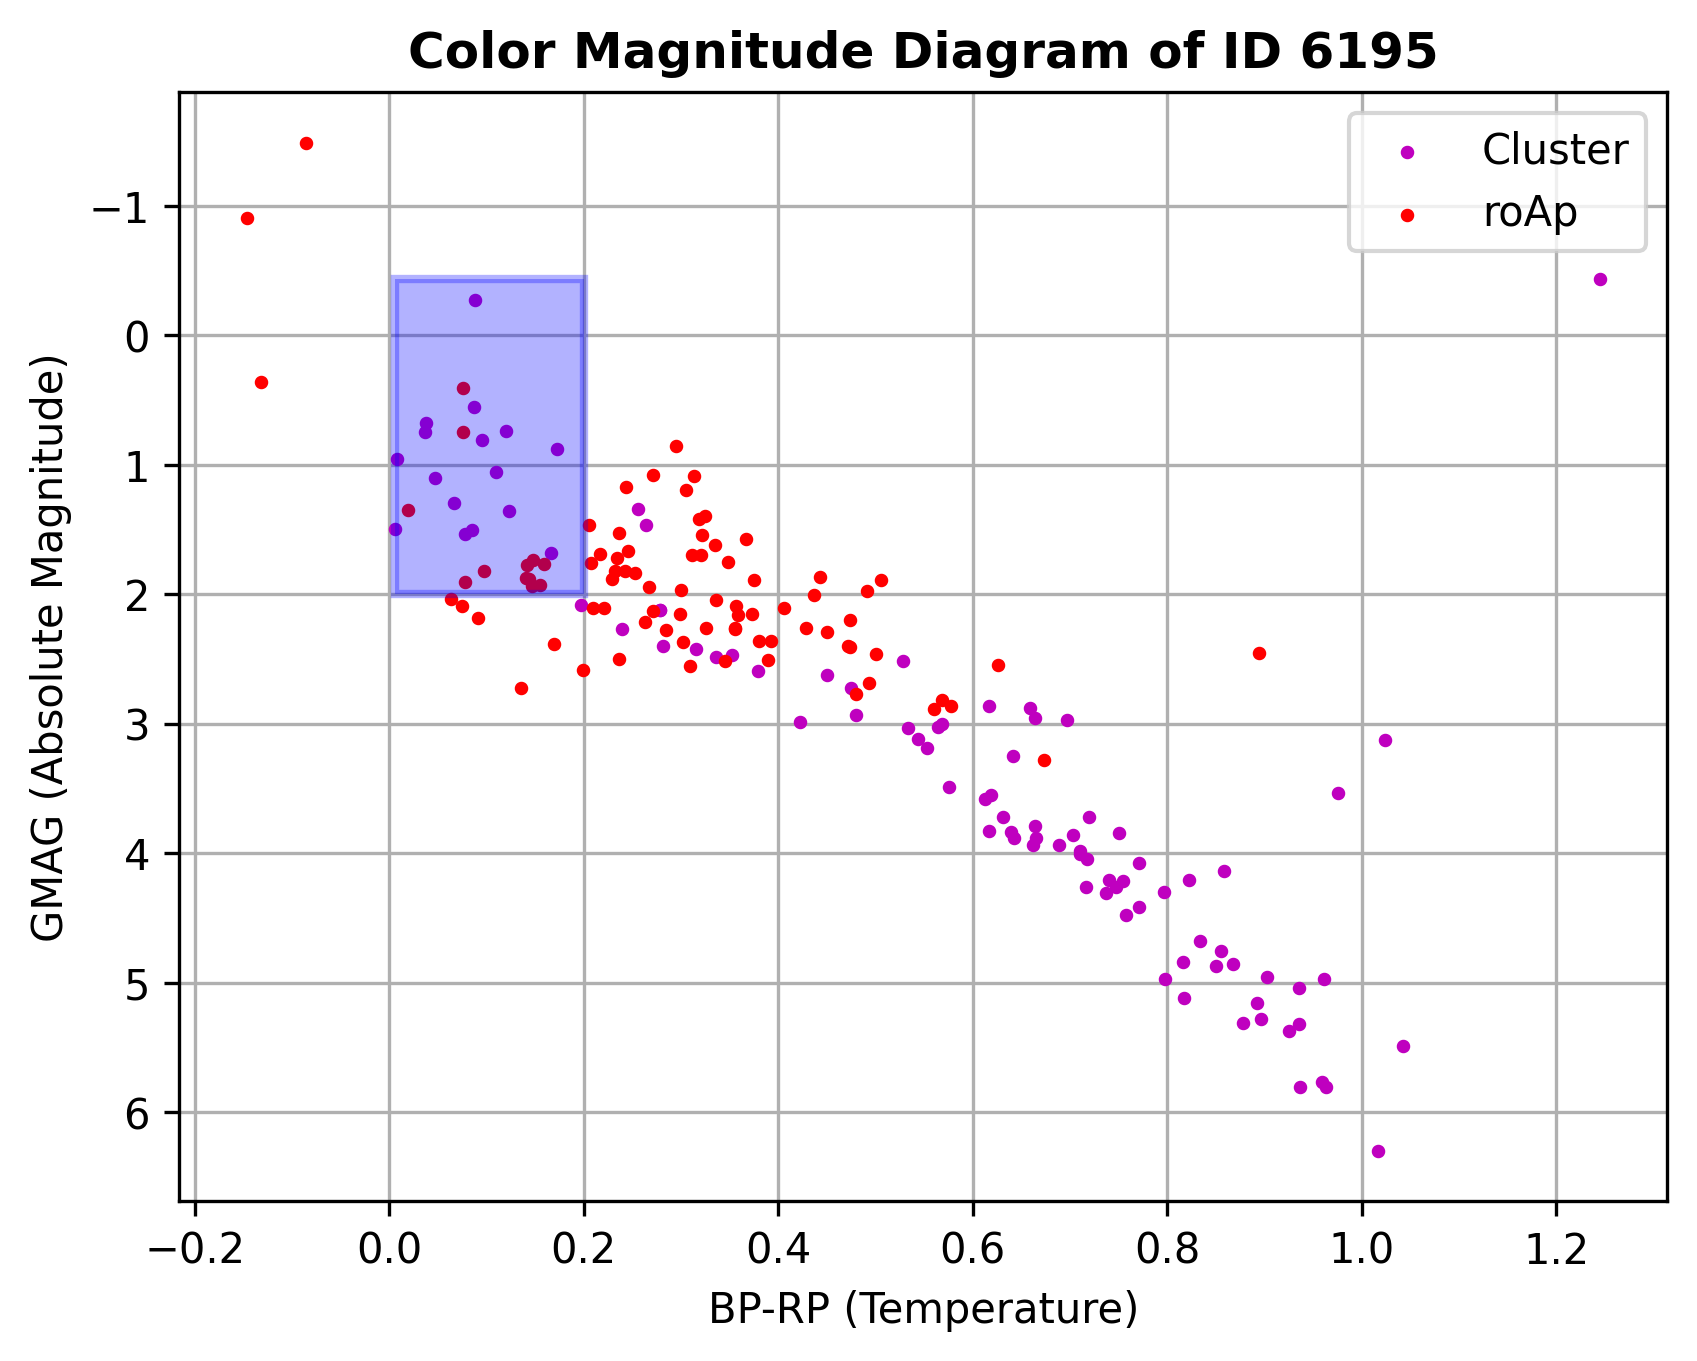 Color Magnitude Diagram of ID 6195
Cluster
roAp
−1
0
1
2
3
4
5
6
GMAG (Absolute Magnitude)
−0.2 0.0 0.2 0.4 0.6 0.8 1.0 1.2
BP-RP (Temperature)